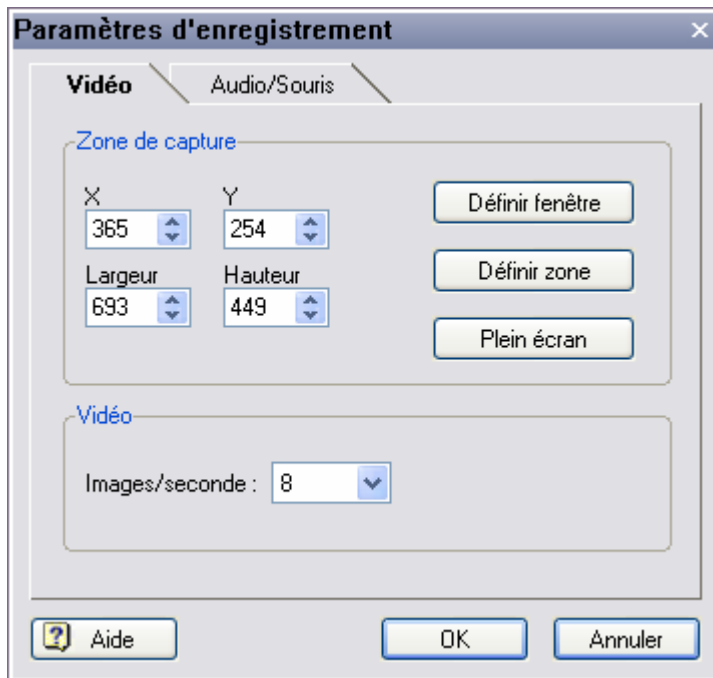 Paramètres d'enregistrement
Vidéo Audio/Souris
Zone de capture
X Y
365 254 Définir fenêtre
Largeur Hauteur Définir zone
693 449
Plein écran
Vidéo
Images/seconde : 8
Aide OK Annuler